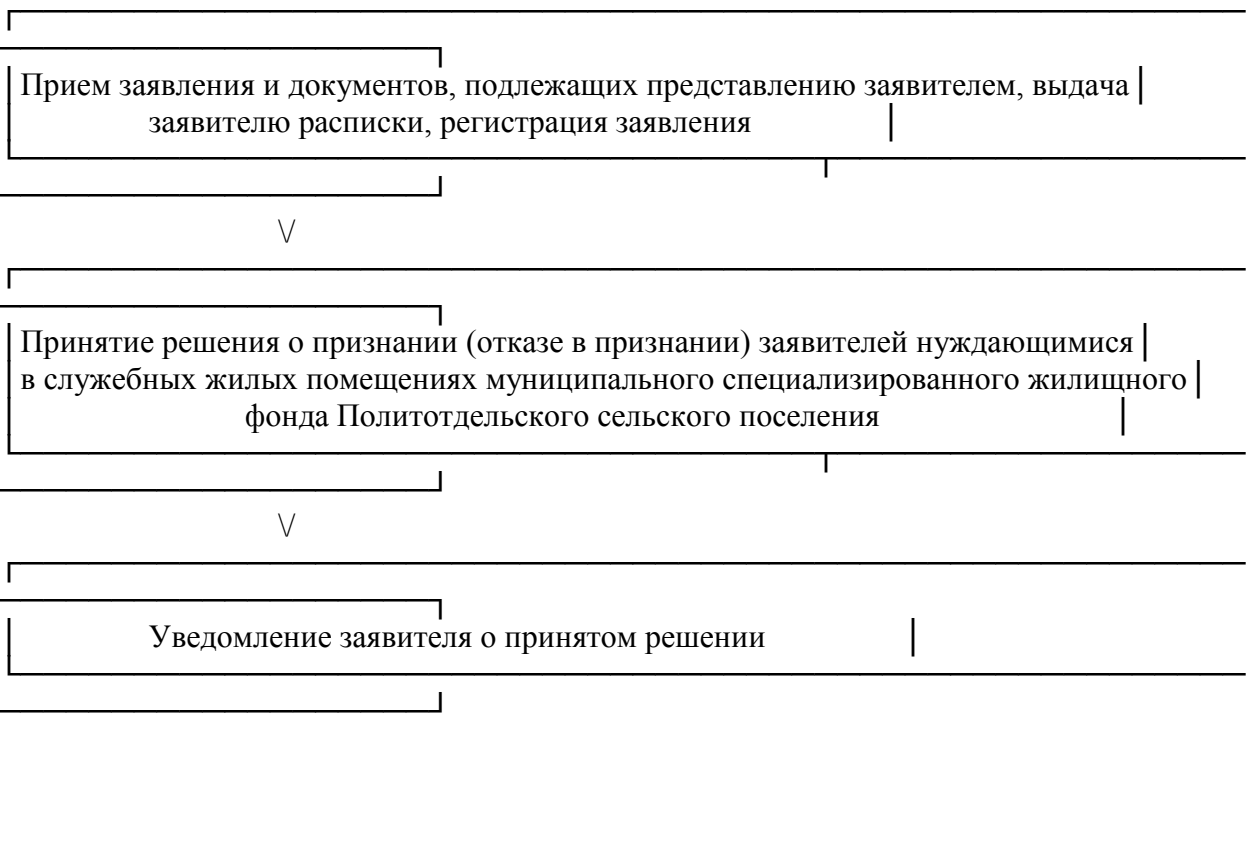 Прием заявления и документов, подлежащих представлению заявителем, выдача
заявителю расписки, регистрация заявления
\/
Принятие решения о признании (отказе в признании) заявителей нуждающимися
в служебных жилых помещениях муниципального специализированного жилищного
фонда Политотдельского сельского поселения
\/
Уведомление заявителя о принятом решении